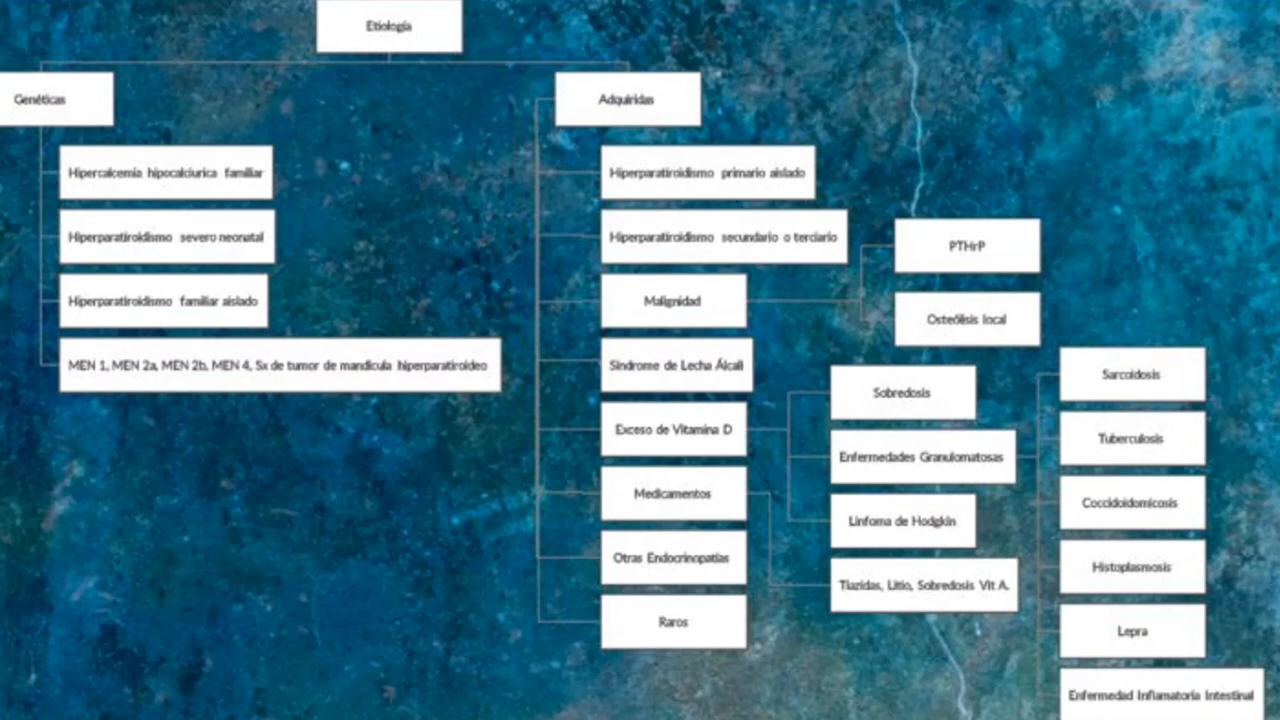 Etiología
Genéticas
Hipercalcemia hipocalciurica familiar
Hiperparatiroidismo severo neonatal
Hiperparatiroidismo familiar aislado
MEN 1, MEN 2a, MEN 2b, MEN 4, Sx de tumor de mandicula hiperparatiroideo
Adquiridas
Hiperparatiroidismo primario aislado
Hiperparatiroidismo secundario o terciario
Malignidad
PTHrP
Osteólisis local
Síndrome de Lecha Álcali
Exceso de Vitamina D
Sobredosis
Enfermedades Granulomatosas
Sarcoidosis
Tuberculosis
Coccidoidomicosis
Histoplasmosis
Lepra
Enfermedad Inflamatoria Intestinal
Linfoma de Hodgkin
Medicamentos
Tiazidas, Litio, Sobredosis Vit A.
Otras Endocrinopatías
Raros